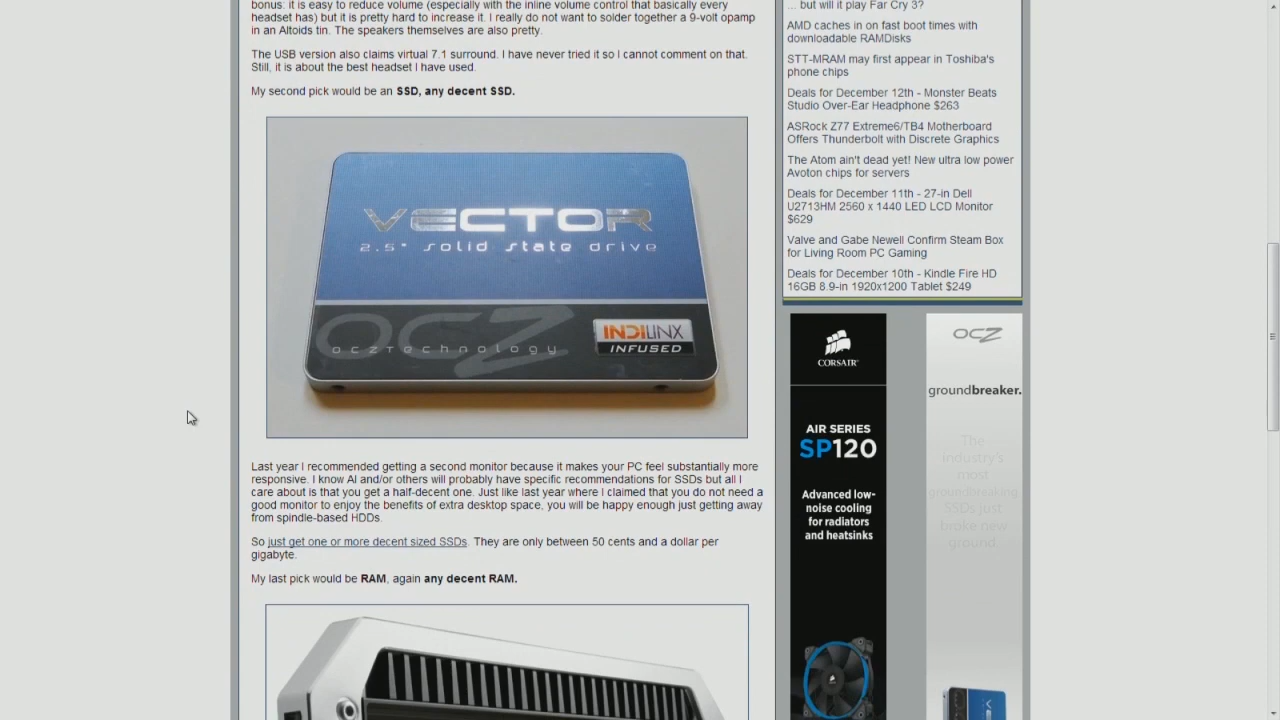 bonus: it is easy to reduce volume (especially with the inline volume control that basically every
headset has) but it is pretty hard to increase it. I really do not want to solder together a 9-volt opamp
in an Altoids tin. The speakers themselves are also pretty.
The USB version also claims virtual 7.1 surround. I have never tried it so I cannot comment on that.
Still, it is about the best headset I have used.
My second pick would be an SSD, any decent SSD.
VECTOR
2.5" solid state drive
OCZ
OCZTechnology
INDILINX
INFUSED
Last year I recommended getting a second monitor because it makes your PC feel substantially more
responsive. I know Al and/or others will probably have specific recommendations for SSDs but all I
care about is that you get a half-decent one. Just like last year where I claimed that you do not need a
good monitor to enjoy the benefits of extra desktop space, you will be happy enough just getting away
from spindle-based HDDs.
So just get one or more decent sized SSDs. They are only between 50 cents and a dollar per
gigabyte.
My last pick would be RAM, again any decent RAM.
... but will it play Far Cry 3?
AMD caches in on fast boot times with
downloadable RAMDisks
STT-MRAM may first appear in Toshiba's
phone chips
Deals for December 12th - Monster Beats
Studio Over-Ear Headphone $263
ASRock Z77 Extreme6/TB4 Motherboard
Offers Thunderbolt with Discrete Graphics
The Atom ain't dead yet! New ultra low power
Avoton chips for servers
Deals for December 11th - 27-in Dell
U2713HM 2560 x 1440 LED LCD Monitor
$629
Valve and Gabe Newell Confirm Steam Box
for Living Room PC Gaming
Deals for December 10th - Kindle Fire HD
16GB 8.9-in 1920x1200 Tablet $249
CORSAIR
AIR SERIES
SP120
Advanced low-
noise cooling
for radiators
and heatsinks
OCZ
groundbreaker.
The
industry's
most
groundbreaking
SSDs just
broke new
ground.
VECTOR